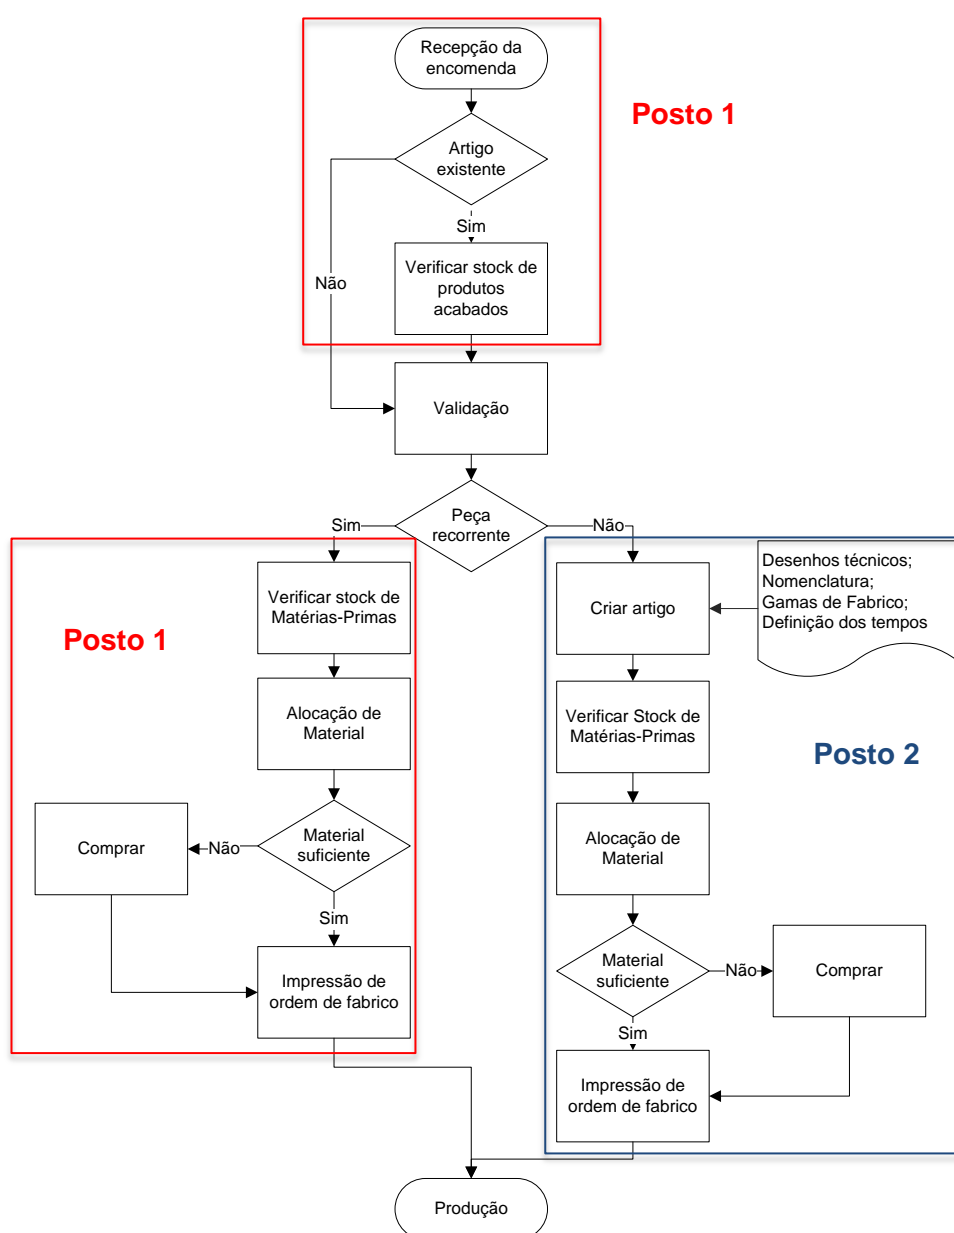 Recepção da
encomenda
Posto 1
Artigo
existente
Sim
Não
Verificar stock de
produtos
acabados
Validação
Peça
recorrente
Sim
Não
Posto 1
Verificar stock de
Matérias-Primas
Alocação de
Material
Material
suficiente
Não
Comprar
Sim
Impressão de
ordem de fabrico
Desenhos técnicos;
Nomenclatura;
Gamas de Fabrico;
Definição dos tempos
Criar artigo
Verificar Stock de
Matérias-Primas
Posto 2
Alocação de
Material
Material
suficiente
Não
Comprar
Sim
Impressão de
ordem de fabrico
Produção